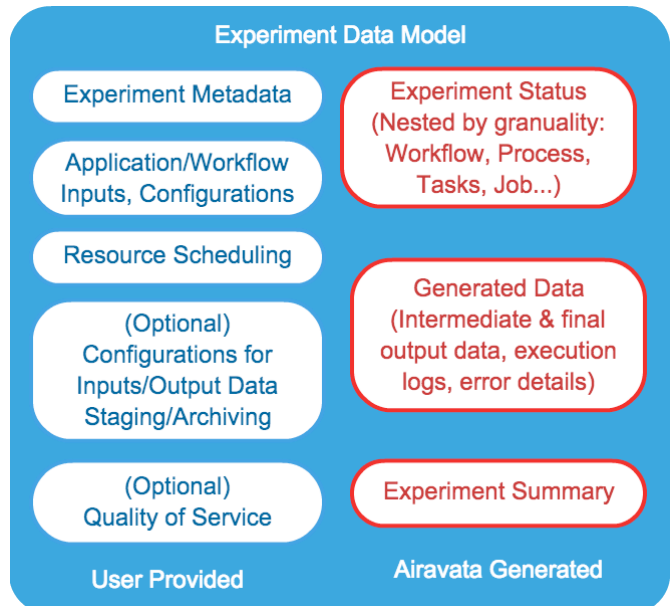 Experiment Data Model
Experiment Metadata
Application/Workflow
Inputs, Configurations
Resource Scheduling
(Optional)
Configurations for
Inputs/Output Data
Staging/Archiving
(Optional)
Quality of Service
User Provided
Experiment Status
(Nested by granuality:
Workflow, Process,
Tasks, Job...)
Generated Data
(Intermediate & final
output data, execution
logs, error details)
Experiment Summary
Airavata Generated